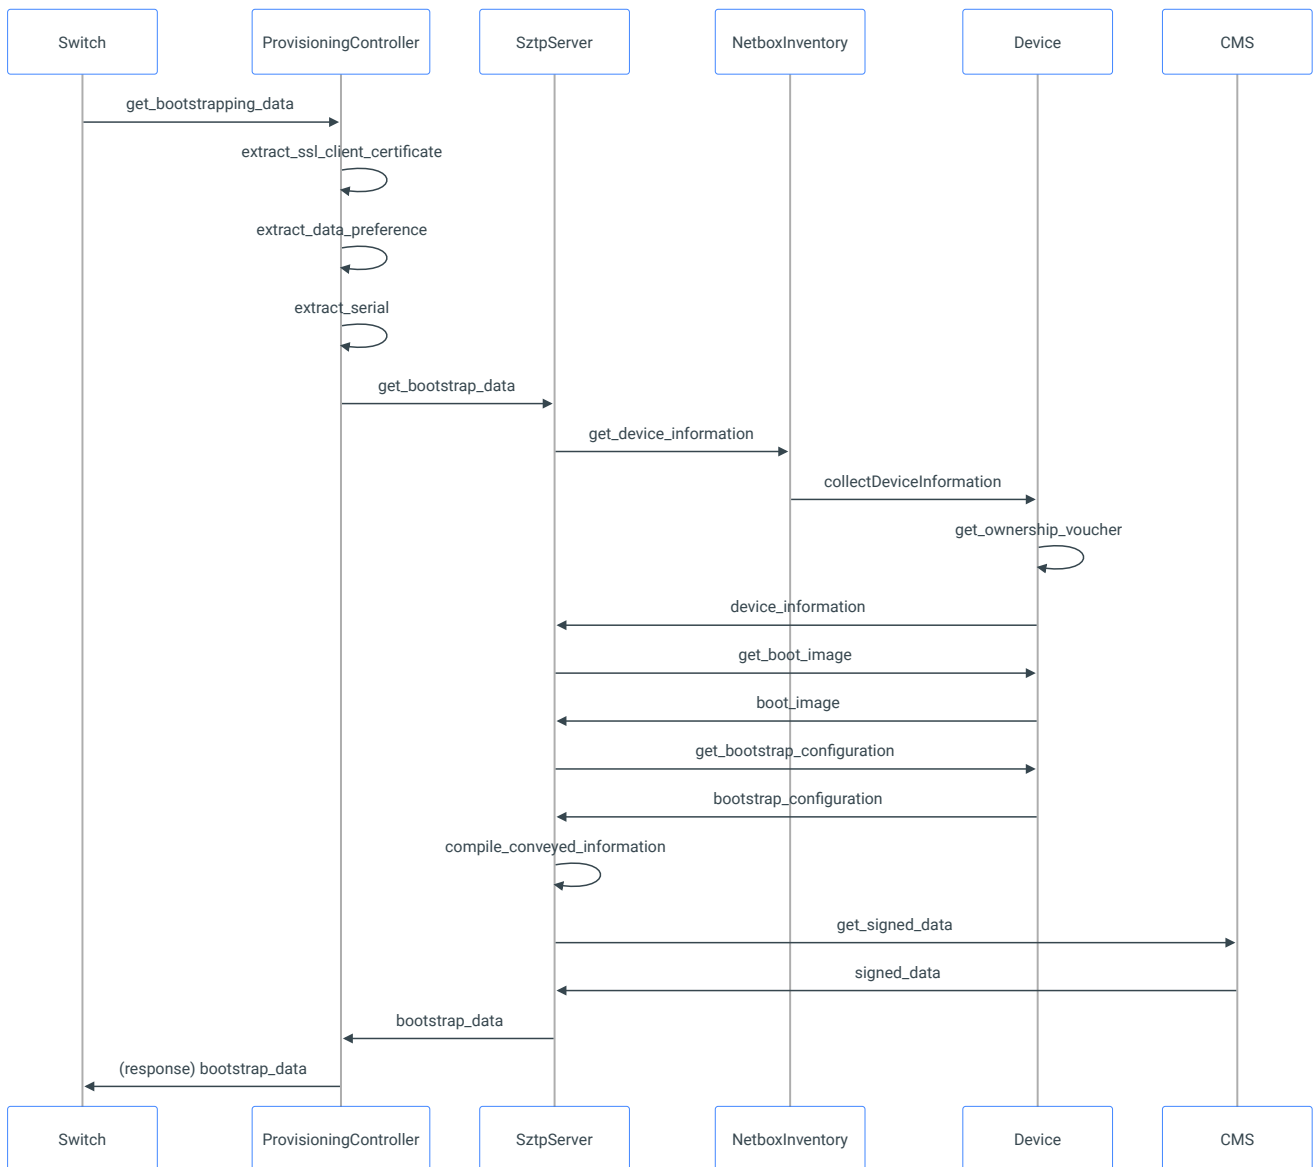 Switch
ProvisioningController
SztpServer
NetboxInventory
Device
CMS
get_bootstrapping_data
extract_ssl_client_certificate
extract_data_preference
extract_serial
get_bootstrap_data
get_device_information
collectDeviceInformation
get_ownership_voucher
device_information
get_boot_image
boot_image
get_bootstrap_configuration
bootstrap_configuration
compile_conveyed_information
get_signed_data
signed_data
bootstrap_data
(response) bootstrap_data
Switch
ProvisioningController
SztpServer
NetboxInventory
Device
CMS